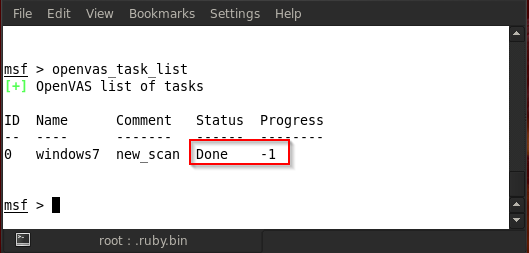 File Edit View Bookmarks Settings Help
msf > openvas_task_list
[+] OpenVAS list of tasks
ID Name Comment Status Progress
-- ---- ------- ------ --------
0 windows7 new_scan Done -1
msf >
root : .ruby.bin